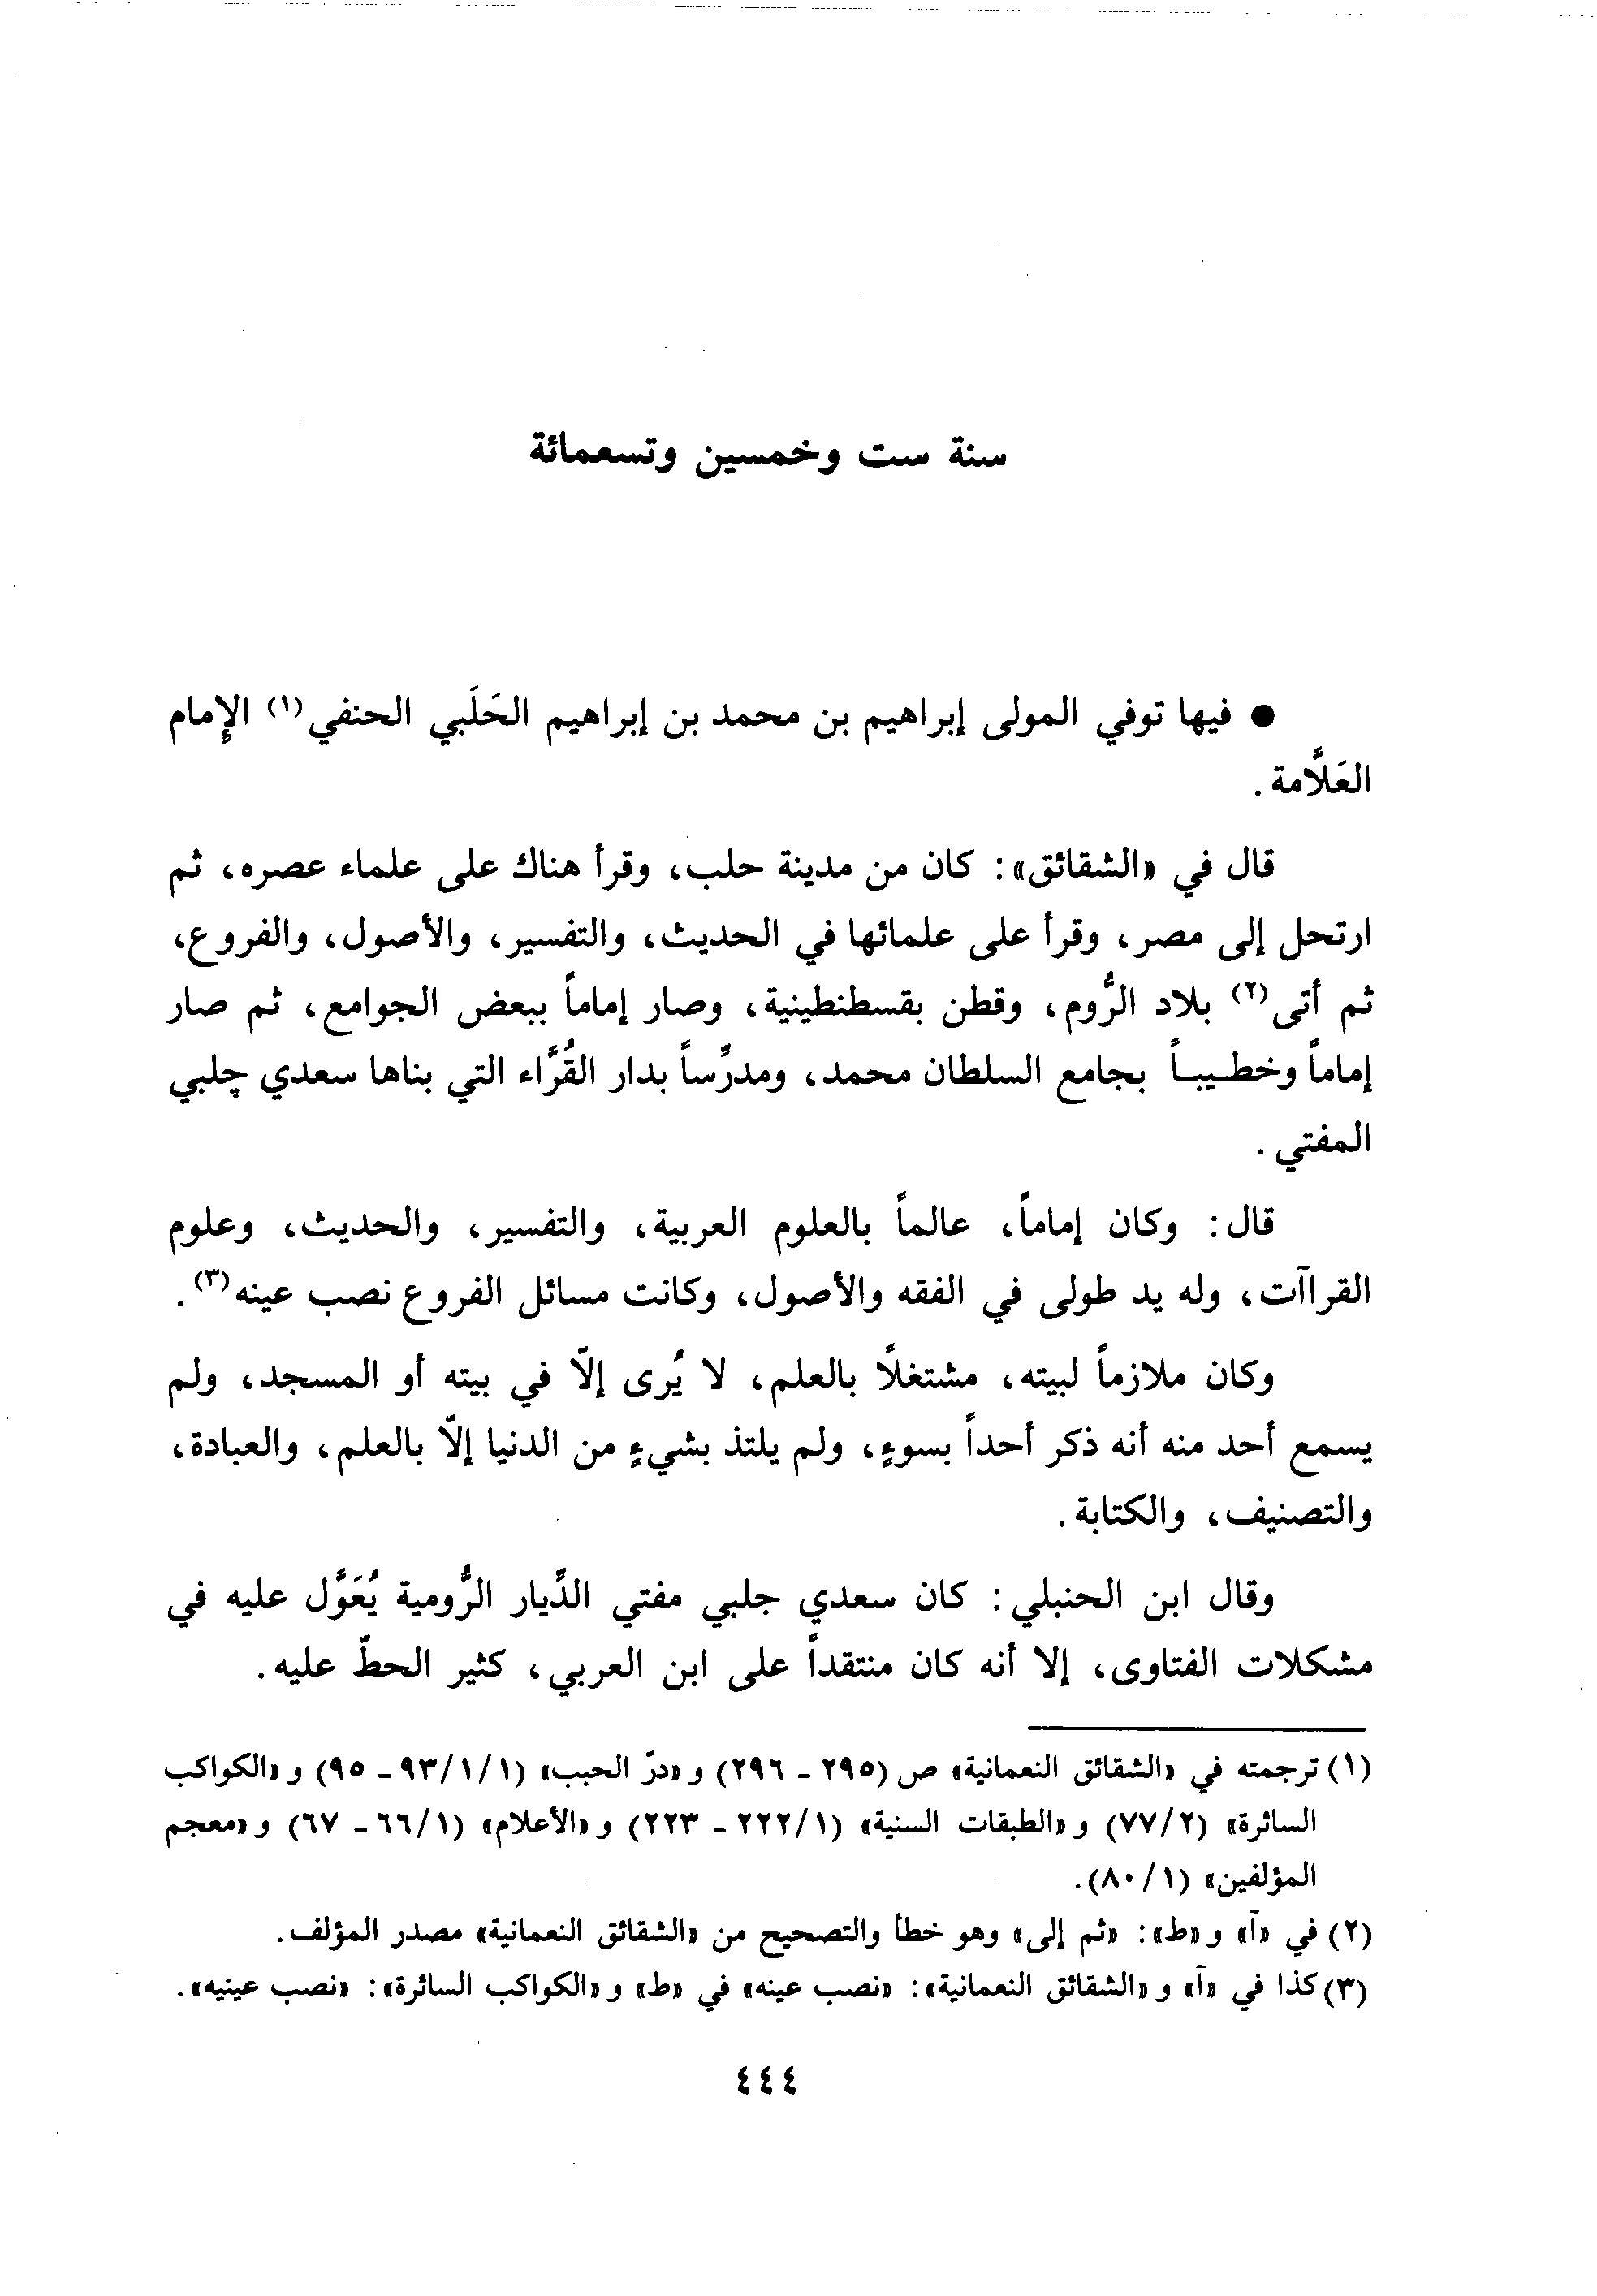 سنة ست وخمسين وتسعمائة
● فيها توفي المولى إبراهيم بن محمد بن إبراهيم الحَلَبي الحنفي(١) الإِمام
العَلاَّمة.
قال في «الشقائق»: كان من مدينة حلب، وقرأ هناك على علماء عصره، ثم
ارتحل إلى مصر، وقرأ على علمائها في الحديث، والتفسير، والأصول، والفروع،
ثم أتى(٢) بلاد الرُّوم، وقطن بقسطنطينية، وصار إماماً ببعض الجوامع، ثم صار
إماماً وخطيباً بجامع السلطان محمد، ومدرِّساً بدار القُرَّاء التي بناها سعدي چلبي
المفتي.
قال: وكان إماماً، عالماً بالعلوم العربية، والتفسير، والحديث، وعلوم
القراآت، وله يد طولى في الفقه والأصول، وكانت مسائل الفروع نصب عينه(٣).
وكان ملازماً لبيته، مشتغلاً بالعلم، لا يُرى إلاّ في بيته أو المسجد، ولم
يسمع أحد منه أنه ذكر أحداً بسوءٍ، ولم يلتذ بشيءٍ من الدنيا إلاّ بالعلم، والعبادة،
والتصنيف، والكتابة.
وقال ابن الحنبلي: كان سعدي جلبي مفتي الدِّيار الرُّومية يُعَوَّل عليه في
مشكلات الفتاوى، إلا أنه كان منتقداً على ابن العربي، كثير الحطّ عليه.
(١) ترجمته في «الشقائق النعمانية» ص (٢٩٥ - ٢٩٦) و «درّ الحبب» (٩٣/١/١ - ٩٥) و «الكواكب
السائرة» (٧٧/٢) و «الطبقات السنية» (٢٢٢/١ - ٢٢٣) و «الأعلام» (٦٦/١ - ٦٧) و «معجم
المؤلفين» (٨٠/١).
(٢) في «آ» و «ط»: «ثم إلى» وهو خطأ والتصحيح من «الشقائق النعمانية» مصدر المؤلف.
(٣) كذا في «آ» و «الشقائق النعمانية»: «نصب عينه» في «ط» و «الكواكب السائرة»: «نصب عينيه».
٤٤٤